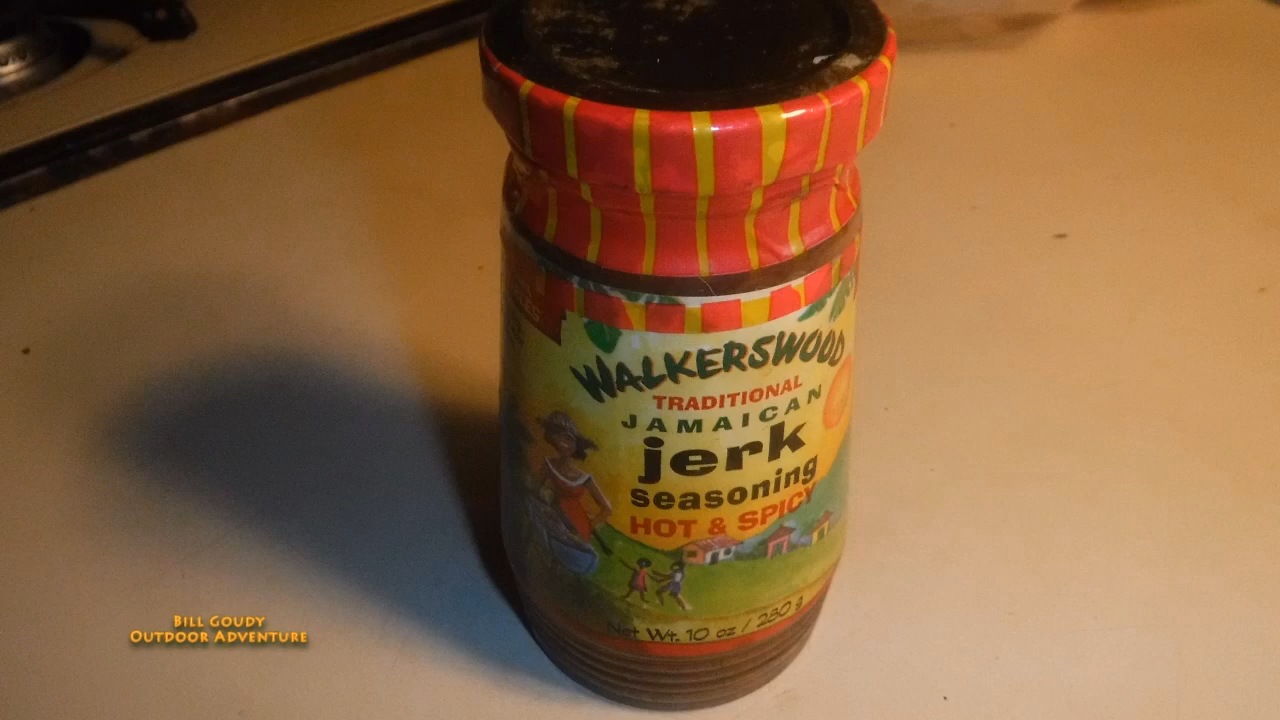 WALKERSWOOD
TRADITIONAL
JAMAICAN
jerk
seasoning
HOT & SPICY
Net Wt. 10 oz / 280 g
BILL GOUDY
OUTDOOR ADVENTURE